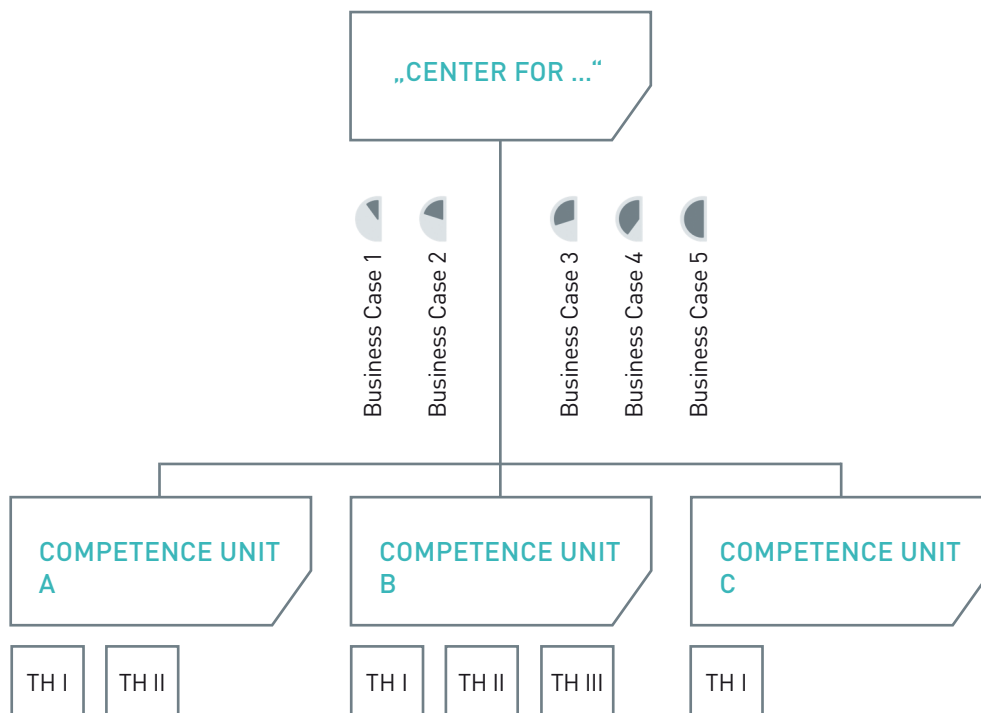 „CENTER FOR ...“
Business Case 1
Business Case 2
Business Case 3
Business Case 4
Business Case 5
COMPETENCE UNIT
A
COMPETENCE UNIT
B
COMPETENCE UNIT
C
TH I
TH II
TH I
TH II
TH III
TH I